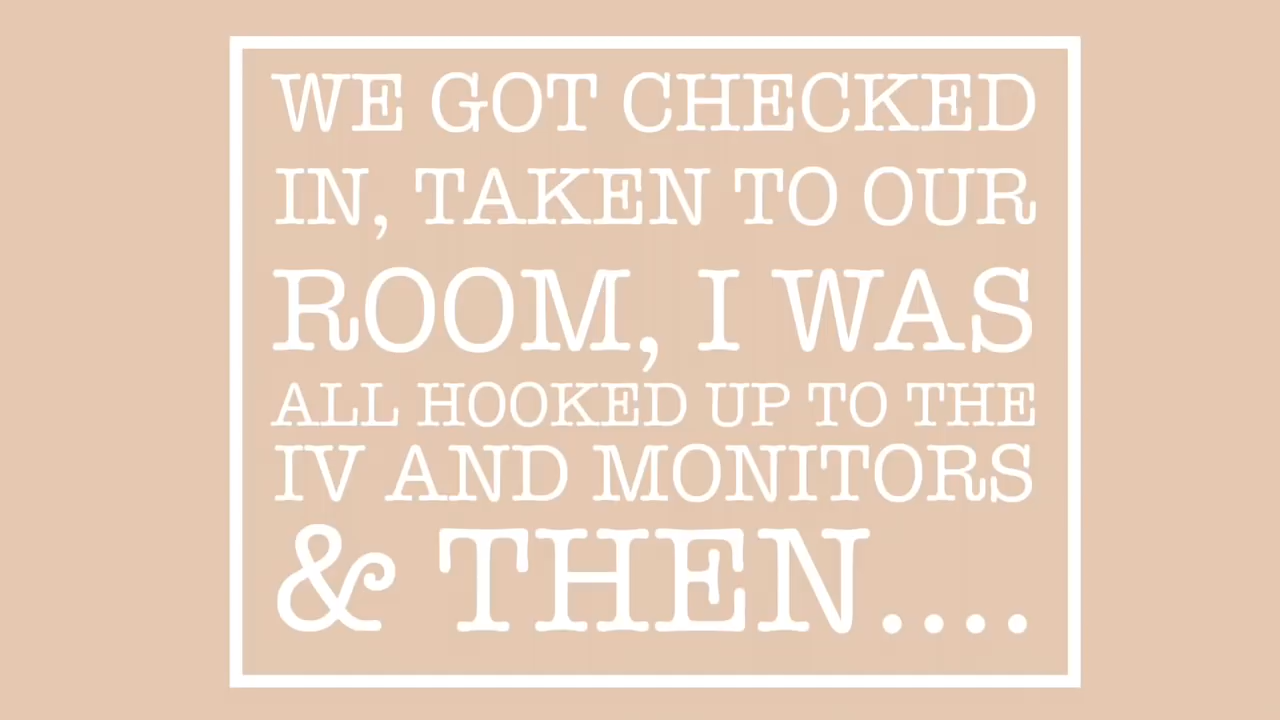 WE GOT CHECKED
IN, TAKEN TO OUR
ROOM, I WAS
ALL HOOKED UP TO THE
IV AND MONITORS
& THEN....